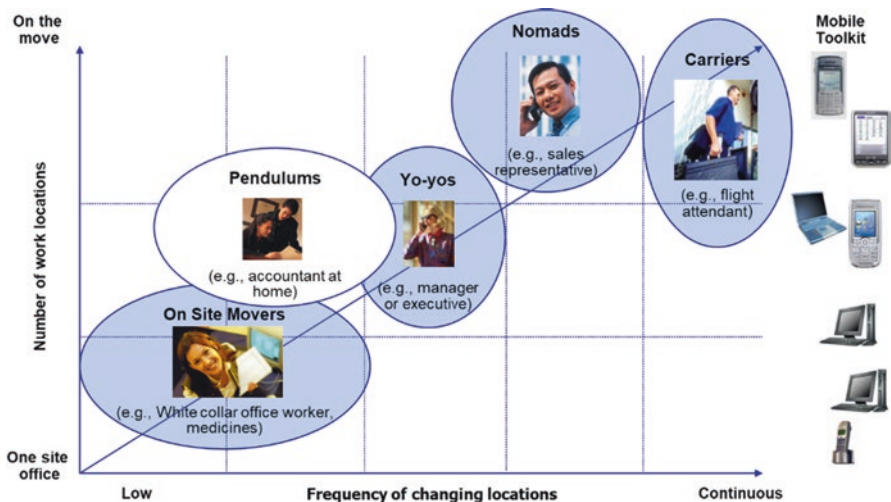 On the
move
Mobile
Toolkit
Nomads
Carriers
(e.g., sales
representative)
(e.g., flight
attendant)
Pendulums
Yo-yos
(e.g., accountant at
home)
(e.g., manager
or executive)
On Site Movers
(e.g., White collar office worker,
medicines)
Number of work locations
One site
office
Low
Frequency of changing locations
Continuous